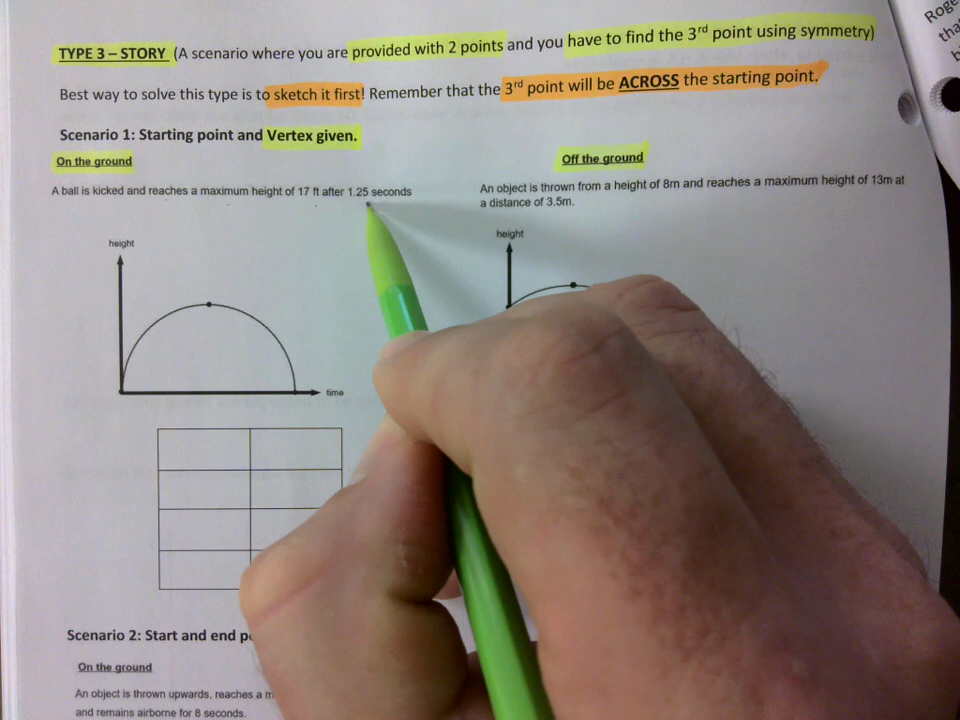 TYPE 3 – STORY (A scenario where you are provided with 2 points and you have to find the 3rd point using symmetry)
Best way to solve this type is to sketch it first! Remember that the 3rd point will be ACROSS the starting point.
Scenario 1: Starting point and Vertex given.
On the ground
A ball is kicked and reaches a maximum height of 17 ft after 1.25 seconds
height
time
Off the ground
An object is thrown from a height of 8m and reaches a maximum height of 13m at
a distance of 3.5m.
height
Scenario 2: Start and end
On the ground
An object is thrown upwards, reaches a
and remains airborne for 8 seconds.